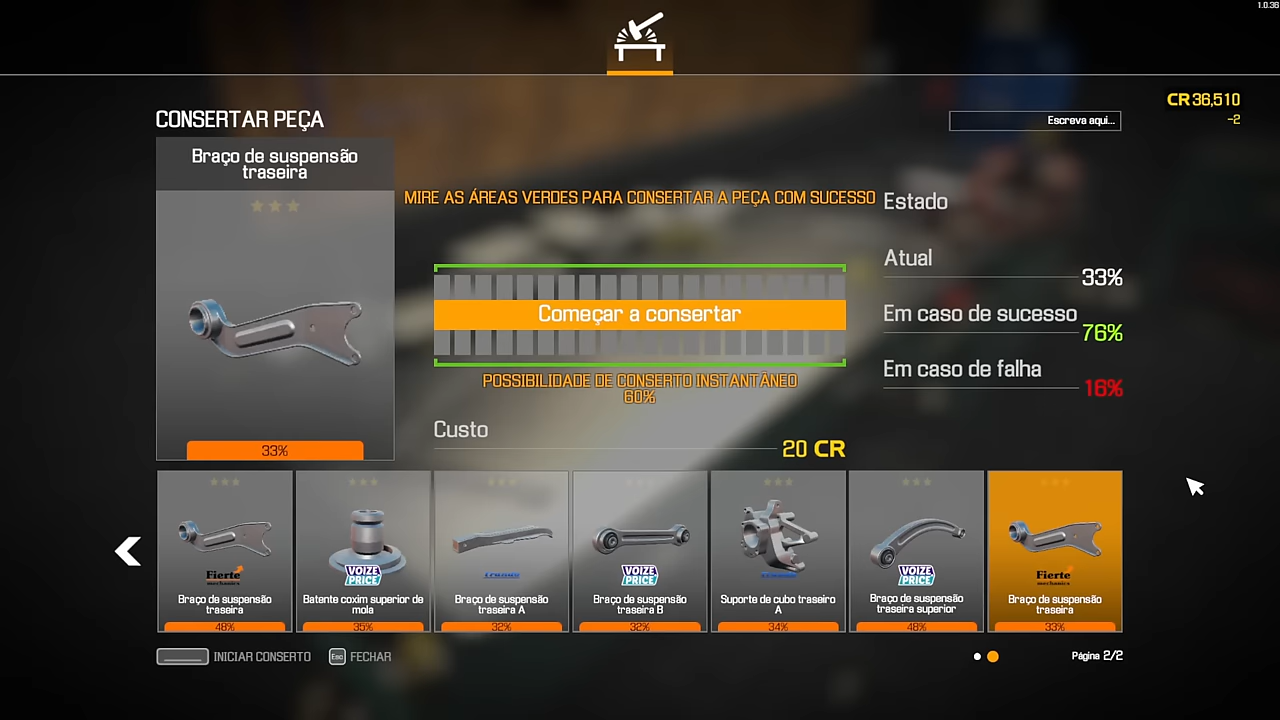 1.0.36
CR 36,510
-2
CONSERTAR PEÇA
Escreva aqui...
Braço de suspensão
traseira
MIRE AS ÁREAS VERDES PARA CONSERTAR A PEÇA COM SUCESSO
Estado
Atual
33%
Começar a consertar
Em caso de sucesso
76%
Em caso de falha
16%
POSSIBILIDADE DE CONSERTO INSTANTÂNEO
60%
Custo
20 CR
33%
Fierte
Braço de suspensão
traseira
48%
VOIZE
PRICE
Batente coxim superior de
mola
35%
Braço de suspensão
traseira A
32%
VOIZE
PRICE
Braço de suspensão
traseira B
32%
Suporte de cubo traseiro
A
34%
VOIZE
PRICE
Braço de suspensão
traseira superior
48%
Fierte
Braço de suspensão
traseira
33%
INICIAR CONSERTO
Esc FECHAR
Página 2/2